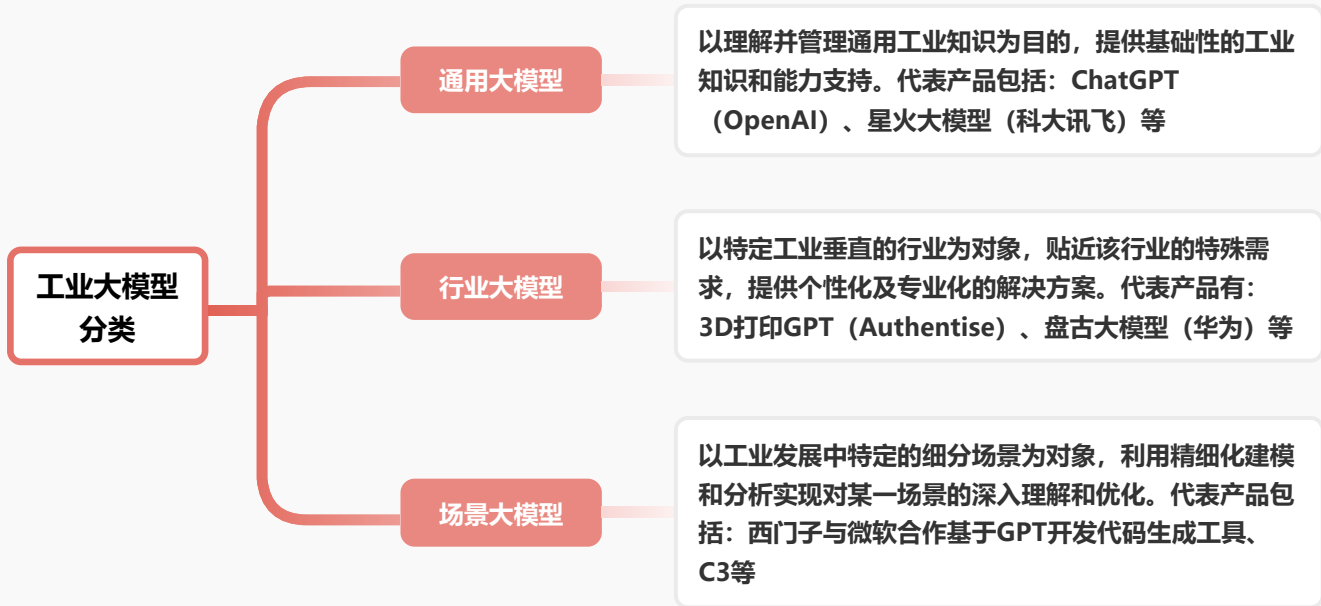 工业大模型
分类
通用大模型
以理解并管理通用工业知识为目的，提供基础性的工业
知识和能力支持。代表产品包括：ChatGPT
（OpenAI）、星火大模型（科大讯飞）等
行业大模型
以特定工业垂直的行业为对象，贴近该行业的特殊需
求，提供个性化及专业化的解决方案。代表产品有：
3D打印GPT（Authentise）、盘古大模型（华为）等
场景大模型
以工业发展中特定的细分场景为对象，利用精细化建模
和分析实现对某一场景的深入理解和优化。代表产品包
括：西门子与微软合作基于GPT开发代码生成工具、
C3等